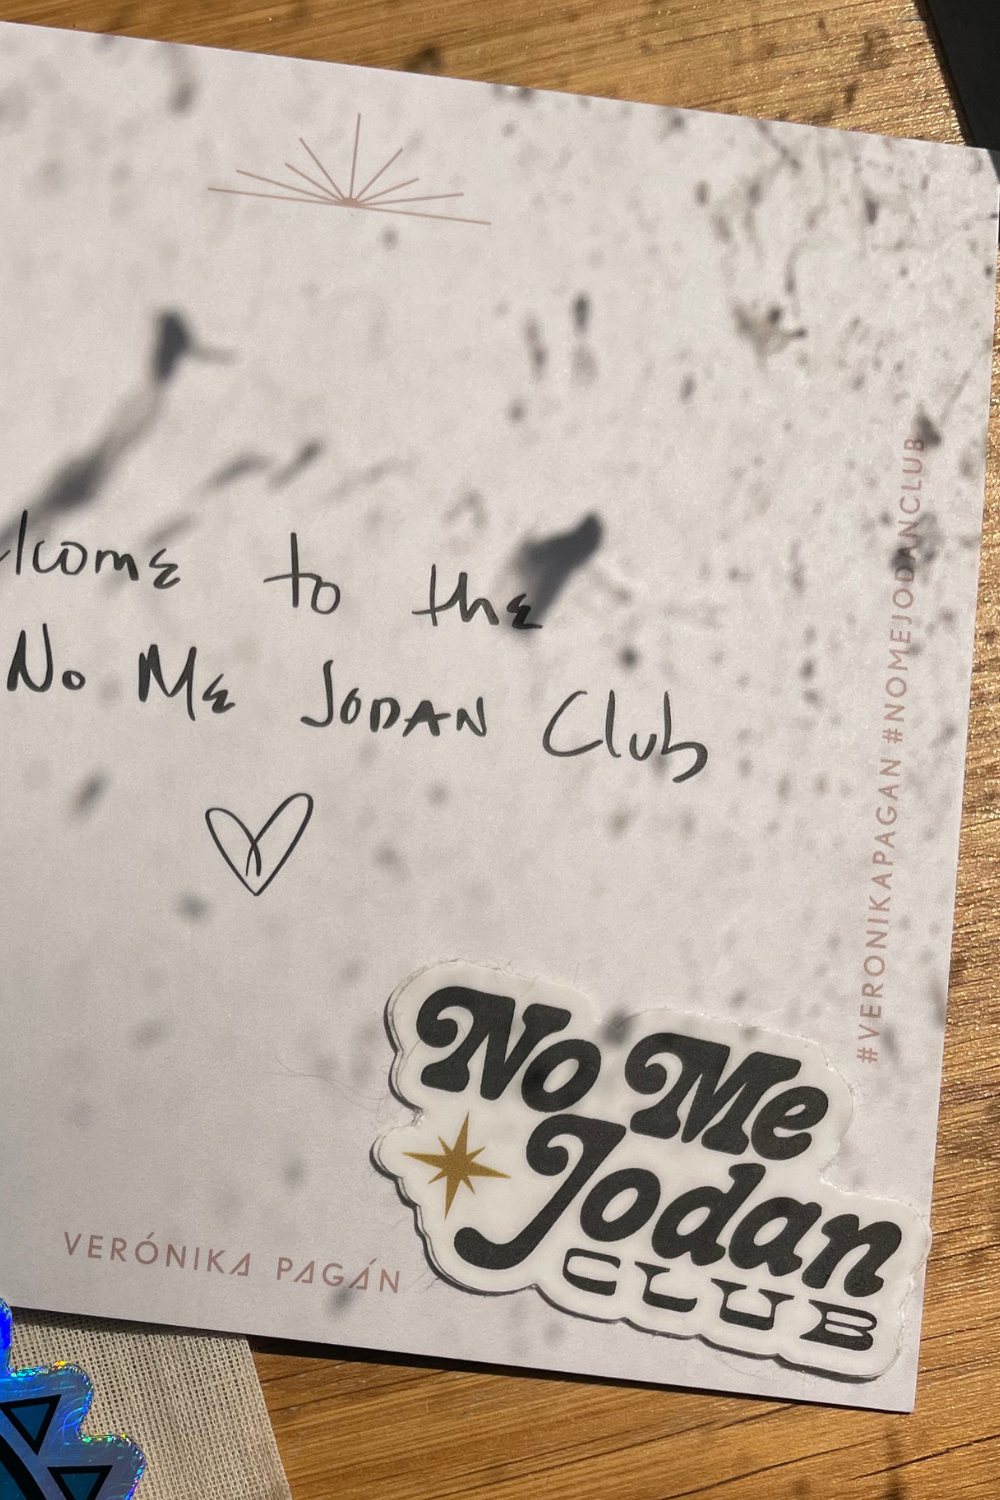 lcome to the
No Me JODAN Club
#VERONIKAPAGAN #NOMEJODANCLUB
No Me
Jodan
CLUB
VERÓNIKA PAGÁN